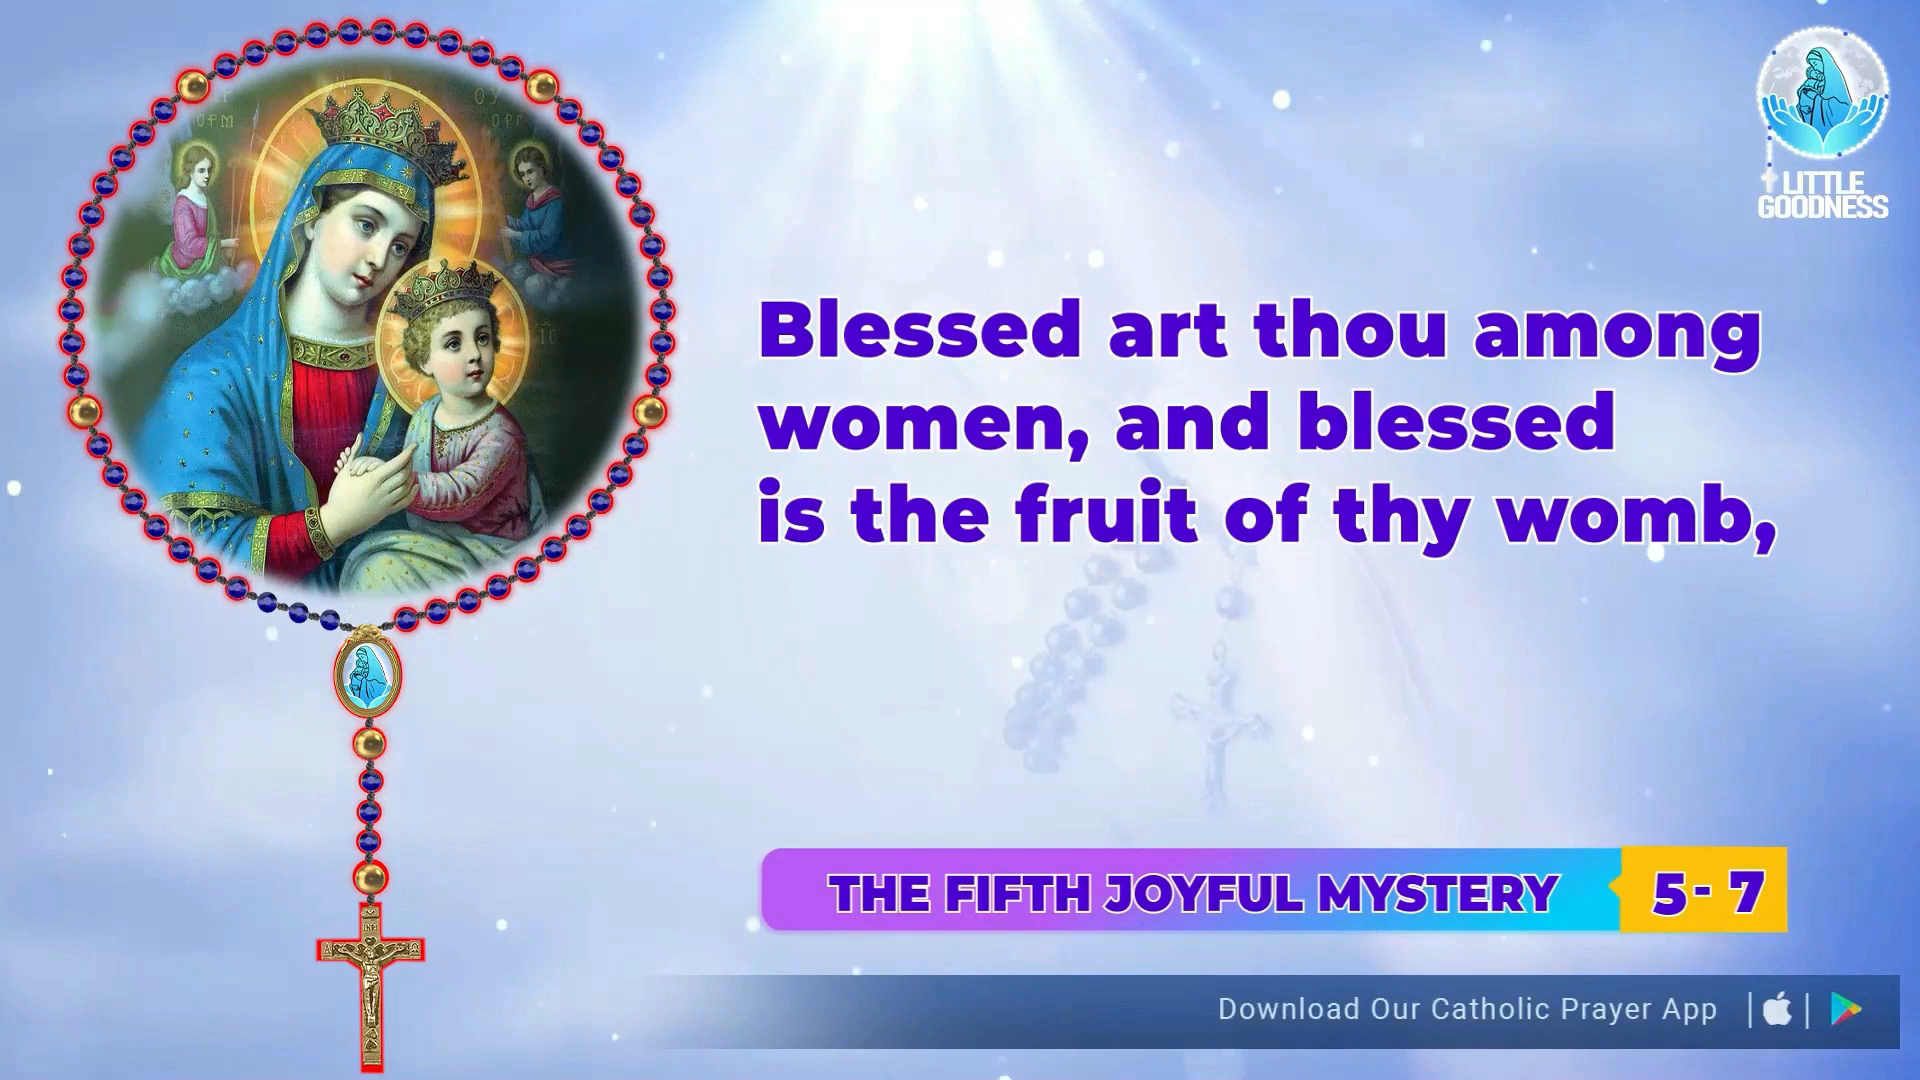 LITTLE
GOODNESS
Blessed art thou among
women, and blessed
is the fruit of thy womb,
THE FIFTH JOYFUL MYSTERY 5- 7
Download Our Catholic Prayer App
INRI